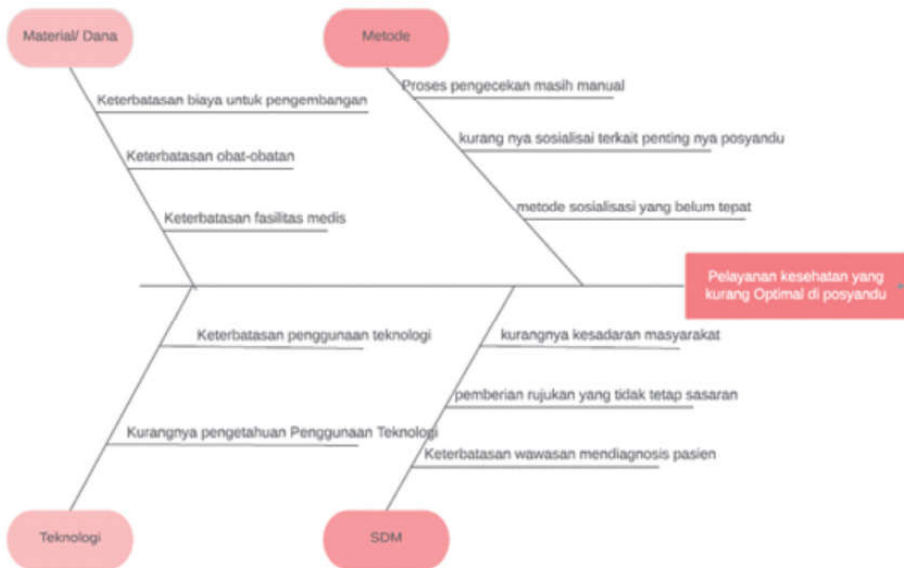 Material/ Dana
Metode
Keterbatasan biaya untuk pengembangan
Keterbatasan obat-obatan
Keterbatasan fasilitas medis
Proses pengecekan masih manual
kurang nya sosialisai terkait penting nya posyandu
metode sosialisasi yang belum tepat
Pelayanan kesehatan yang
kurang Optimal di posyandu
Keterbatasan penggunaan teknologi
Kurangnya pengetahuan Penggunaan Teknologi
kurangnya kesadaran masyarakat
pemberian rujukan yang tidak tetap sasaran
Keterbatasan wawasan mendiagnosis pasien
Teknologi
SDM